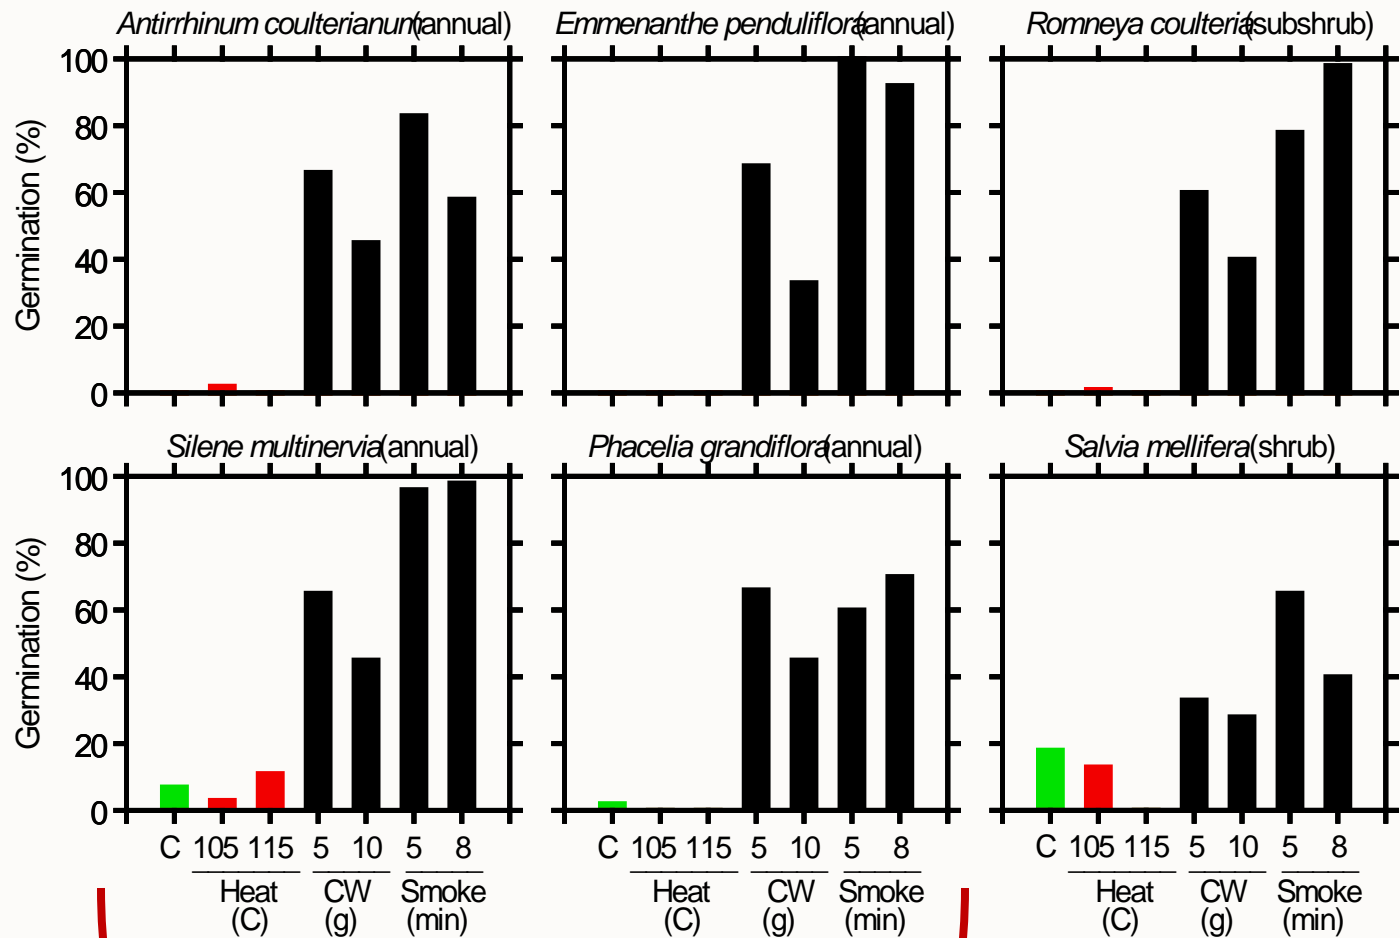 Antirrhinum coulterianum (annual) Emmenanthe penduliflora (annual) Romneya coulteria (subshrub)
100
80
60
40
20
0
Germination (%)
Silene multinervia (annual) Phacelia grandiflora (annual) Salvia mellifera (shrub)
100
80
60
40
20
0
Germination (%)
C 105 115 5 10 5 8 C 105 115 5 10 5 8 C 105 115 5 10 5 8
Heat CW Smoke Heat CW Smoke Heat CW Smoke
(C) (g) (min) (C) (g) (min) (C) (g) (min)